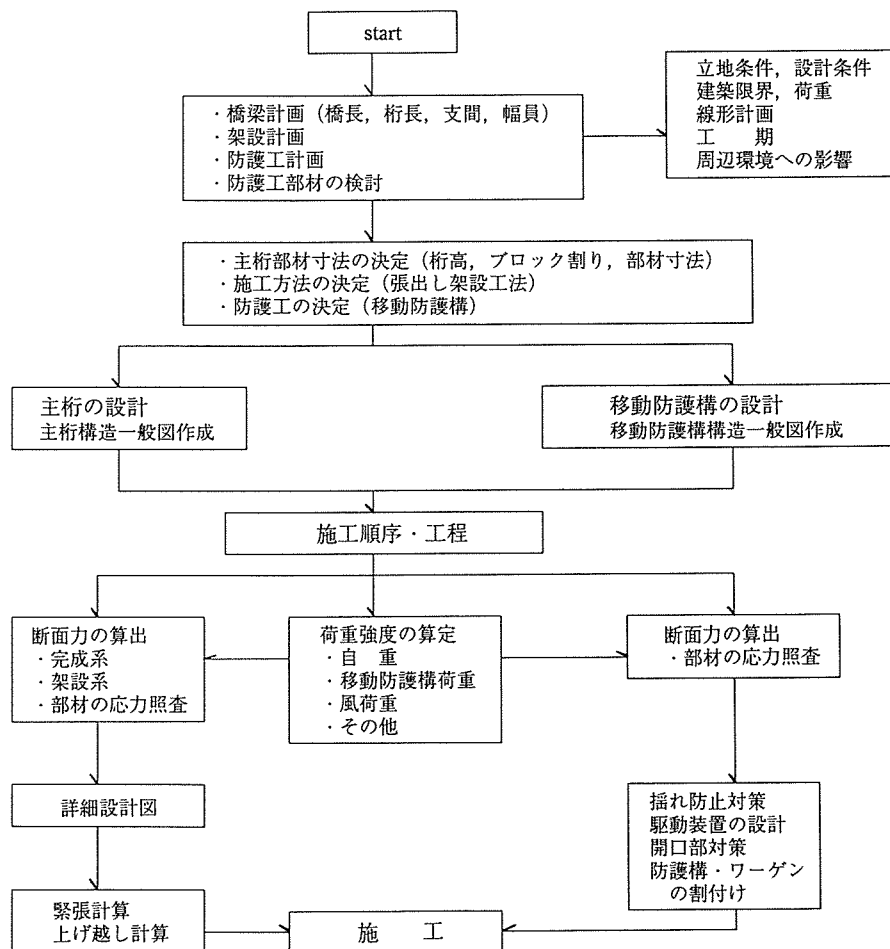 start
・橋梁計画(橋長,桁長,支間,幅員)
・架設計画
・防護工計画
・防護工部材の検討
立地条件,設計条件
建築限界,荷重
線形計画
工 期
周辺環境への影響
・主桁部材寸法の決定(桁高,ブロック割り,部材寸法)
・施工方法の決定(張出し架設工法)
・防護工の決定(移動防護構)
主桁の設計
主桁構造一般図作成
移動防護構の設計
移動防護構構造一般図作成
施工順序・工程
断面力の算出
・完成系
・架設系
・部材の応力照査
荷重強度の算定
・自 重
・移動防護構荷重
・風荷重
・その他
断面力の算出
・部材の応力照査
詳細設計図
揺れ防止対策
駆動装置の設計
開口部対策
防護構・ワーゲン
の割付け
緊張計算
上げ越し計算
施 工